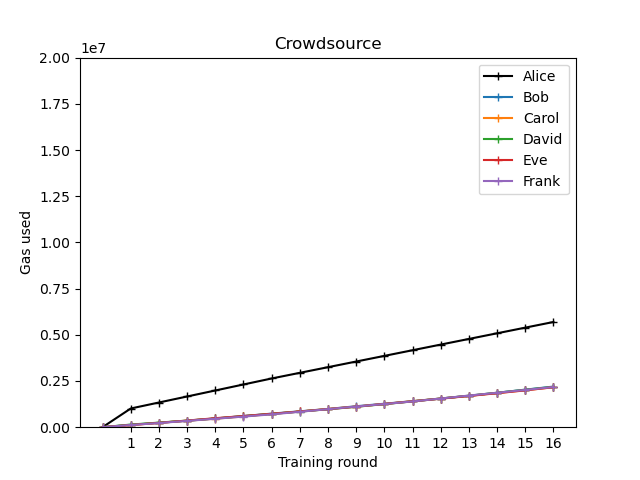 Crowdsource
1e7
2.00
1.75
1.50
1.25
1.00
0.75
0.50
0.25
0.00
Gas used
Alice
Bob
Carol
David
Eve
Frank
1 2 3 4 5 6 7 8 9 10 11 12 13 14 15 16
Training round